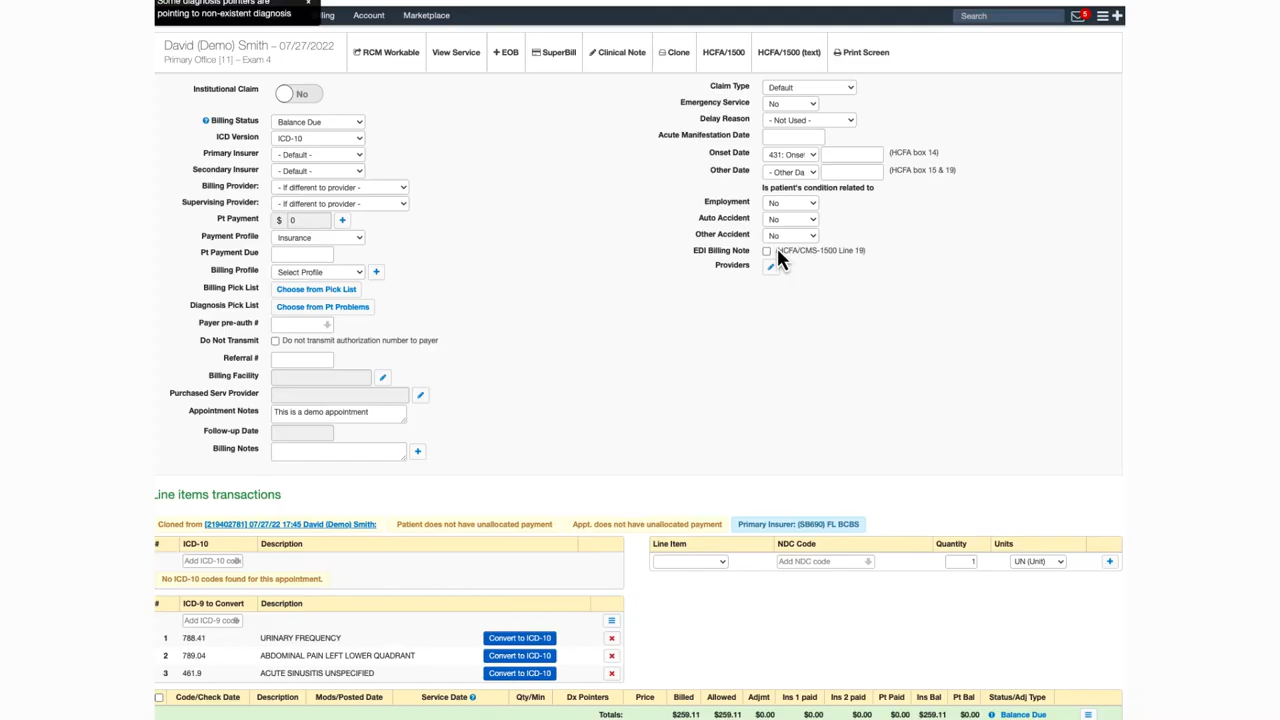 Some diagnosis pointers are ×
pointing to non-existent diagnosis
Account Marketplace Search 5
David (Demo) Smith – 07/27/2022
Primary Office [11] – Exam 4
RCM Workable View Service + EOB SuperBill Clinical Note Clone HCFA/1500 HCFA/1500 (text) Print Screen
Institutional Claim No
Billing Status Balance Due
ICD Version ICD-10
Primary Insurer - Default -
Secondary Insurer - Default -
Billing Provider: - If different to provider -
Supervising Provider: - If different to provider -
Pt Payment $ 0 +
Payment Profile Insurance
Pt Payment Due
Billing Profile Select Profile +
Billing Pick List Choose from Pick List
Diagnosis Pick List Choose from Pt Problems
Payer pre-auth #
Do Not Transmit Do not transmit authorization number to payer
Referral #
Billing Facility
Purchased Serv Provider
Appointment Notes This is a demo appointment
Follow-up Date
Billing Notes +
Claim Type Default
Emergency Service No
Delay Reason - Not Used -
Acute Manifestation Date
Onset Date 431: Onse (HCFA box 14)
Other Date - Other Da (HCFA box 15 & 19)
Is patient's condition related to
Employment No
Auto Accident No
Other Accident No
EDI Billing Note HCFA/CMS-1500 Line 19)
Providers
Line items transactions
Cloned from [219402781] 07/27/22 17:45 David (Demo) Smith: Patient does not have unallocated payment Appt. does not have unallocated payment Primary Insurer: (SB690) FL BCBS
# ICD-10 Description
Add ICD-10 code
No ICD-10 codes found for this appointment.
Line Item NDC Code Quantity Units
Add NDC code 1 UN (Unit) +
# ICD-9 to Convert Description
Add ICD-9 code
1 788.41 URINARY FREQUENCY Convert to ICD-10
2 789.04 ABDOMINAL PAIN LEFT LOWER QUADRANT Convert to ICD-10
3 461.9 ACUTE SINUSITIS UNSPECIFIED Convert to ICD-10
Code/Check Date Description Mods/Posted Date Service Date Qty/Min Dx Pointers Price Billed Allowed Adjmt Ins 1 paid Ins 2 paid Pt Paid Ins Bal Pt Bal Status/Adj Type
Totals: $259.11 $259.11 $0.00 $0.00 $0.00 $0.00 $259.11 $0.00 Balance Due